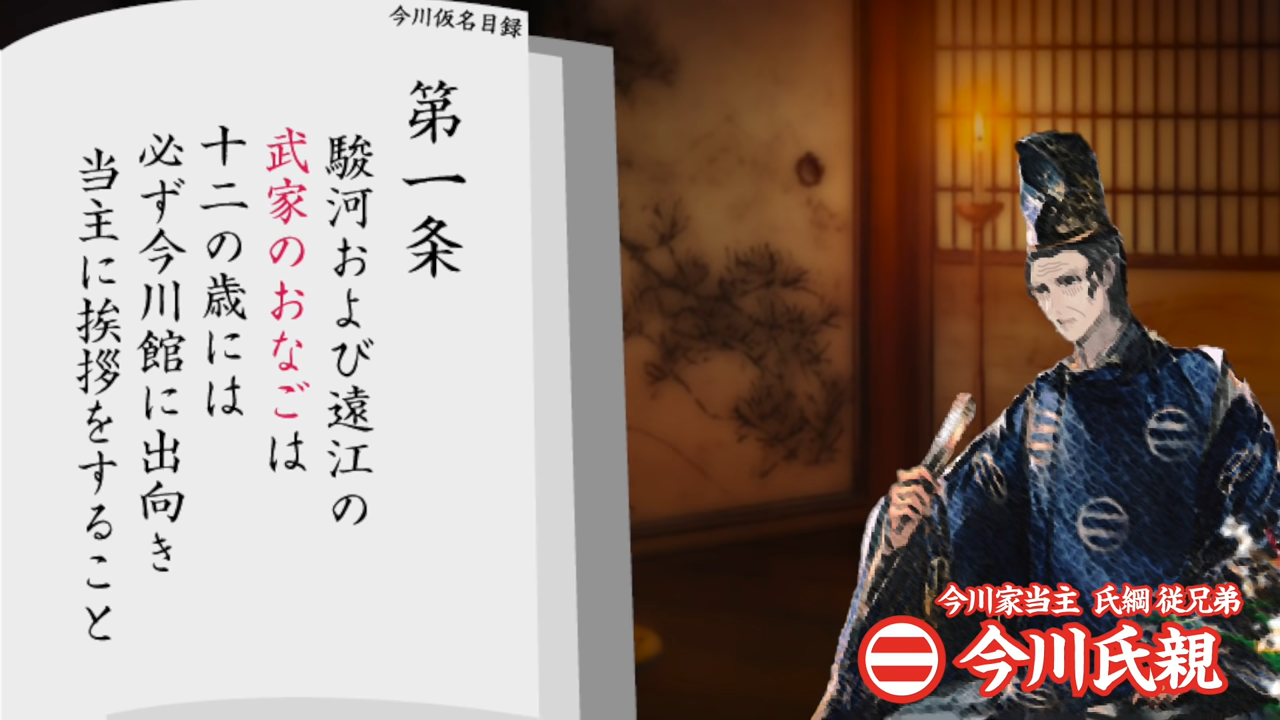 今川仮名目録
第一条
駿河および遠江の
武家のおなごは
十二の歳には
必ず今川館に出向き
当主に挨拶をすること
今川家当主 氏綱従兄弟
今川氏親